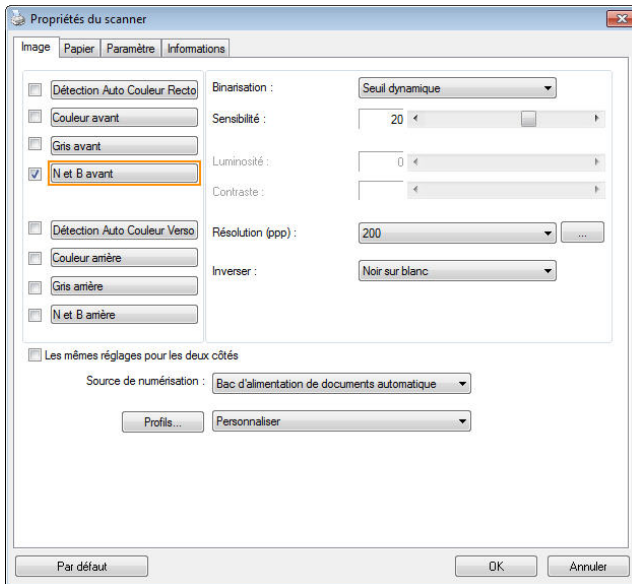 Propriétés du scanner
Image Papier Paramètre Informations
Détection Auto Couleur Recto
Couleur avant
Gris avant
N et B avant
Détection Auto Couleur Verso
Couleur arrière
Gris arrière
N et B arrière
Binarisation : Seuil dynamique
Sensibilité : 20
Luminosité : 0
Contraste :
Résolution (ppp) : 200 ...
Inverser : Noir sur blanc
Les mêmes réglages pour les deux côtés
Source de numérisation : Bac d'alimentation de documents automatique
Profils... Personnaliser
Par défaut OK Annuler